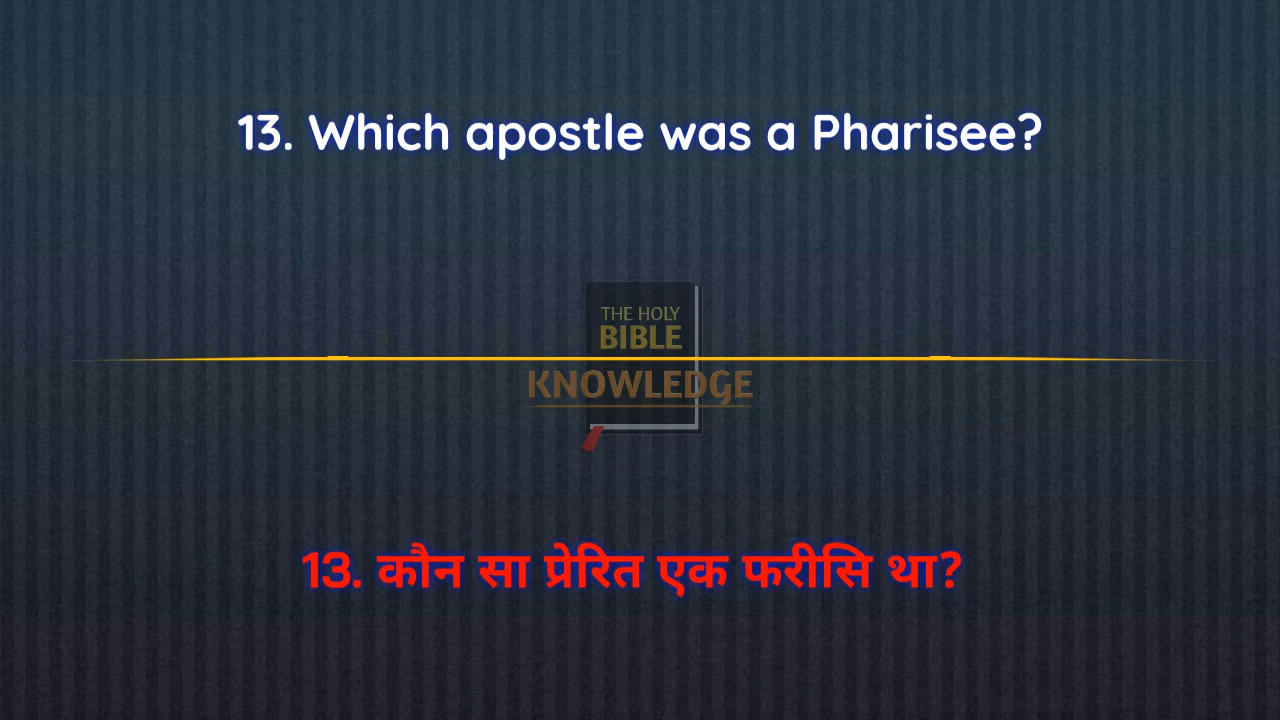 13. Which apostle was a Pharisee?
THE HOLY
BIBLE
KNOWLEDGE
13. कौन सा प्रेरित एक फरीसि था?